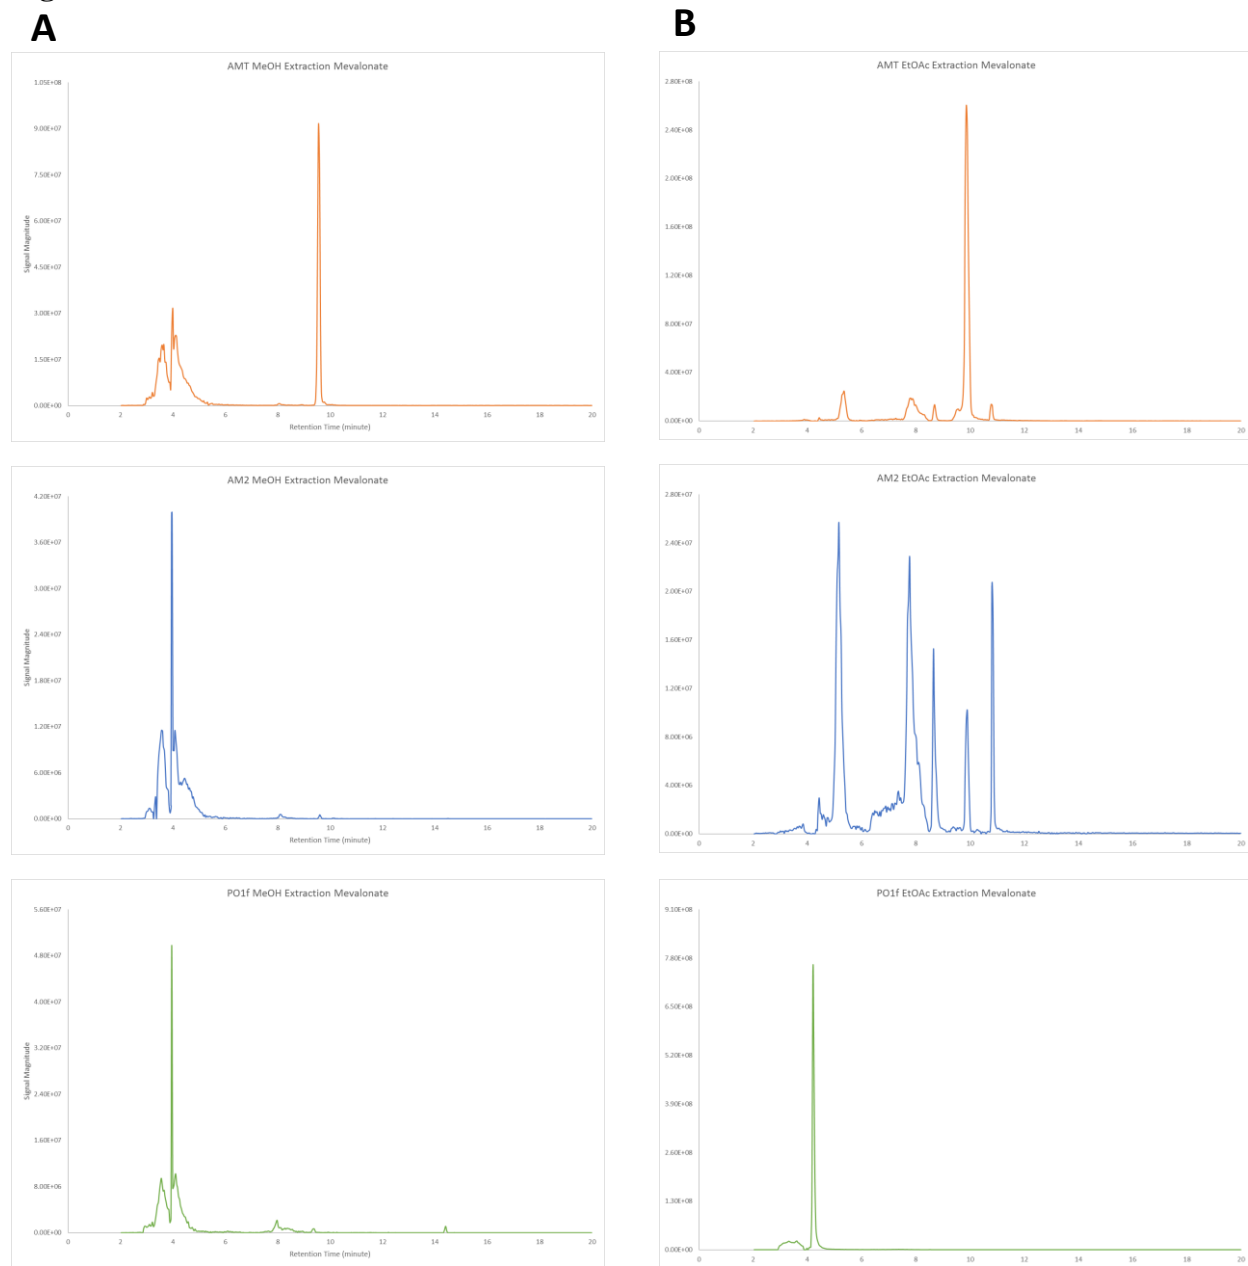 A
B
AMT MeOH Extraction Mevalonate
1.05E+08
9.00E+07
7.50E+07
6.00E+07
4.50E+07
3.00E+07
1.50E+07
0.00E+00
Signal Magnitude
0 2 4 6 8 10 12 14 16 18 20
Retention Time (minute)
AMT EtOAc Extraction Mevalonate
2.80E+08
2.40E+08
2.00E+08
1.60E+08
1.20E+08
8.00E+07
4.00E+07
0.00E+00
0 2 4 6 8 10 12 14 16 18 20
AM2 MeOH Extraction Mevalonate
4.20E+07
3.60E+07
3.00E+07
2.40E+07
1.80E+07
1.20E+07
6.00E+06
0.00E+00
Signal Magnitude
0 2 4 6 8 10 12 14 16 18 20
Retention Time (minute)
AM2 EtOAc Extraction Mevalonate
2.80E+07
2.40E+07
2.00E+07
1.60E+07
1.20E+07
8.00E+06
4.00E+06
0.00E+00
0 2 4 6 8 10 12 14 16 18 20
PO1f MeOH Extraction Mevalonate
5.60E+07
4.80E+07
4.00E+07
3.20E+07
2.40E+07
1.60E+07
8.00E+06
0.00E+00
Signal Magnitude
0 2 4 6 8 10 12 14 16 18 20
Retention Time (minute)
PO1f EtOAc Extraction Mevalonate
9.10E+08
7.80E+08
6.50E+08
5.20E+08
3.90E+08
2.60E+08
1.30E+08
0.00E+00
0 2 4 6 8 10 12 14 16 18 20